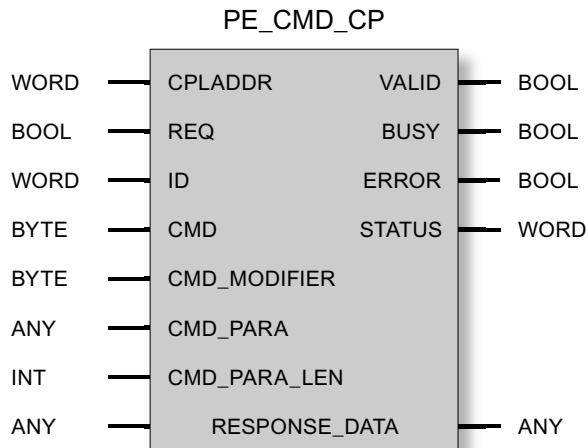 PE_CMD_CP
WORD CPLADDR VALID BOOL
BOOL REQ BUSY BOOL
WORD ID ERROR BOOL
BYTE CMD STATUS WORD
BYTE CMD_MODIFIER
ANY CMD_PARA
INT CMD_PARA_LEN
ANY RESPONSE_DATA ANY